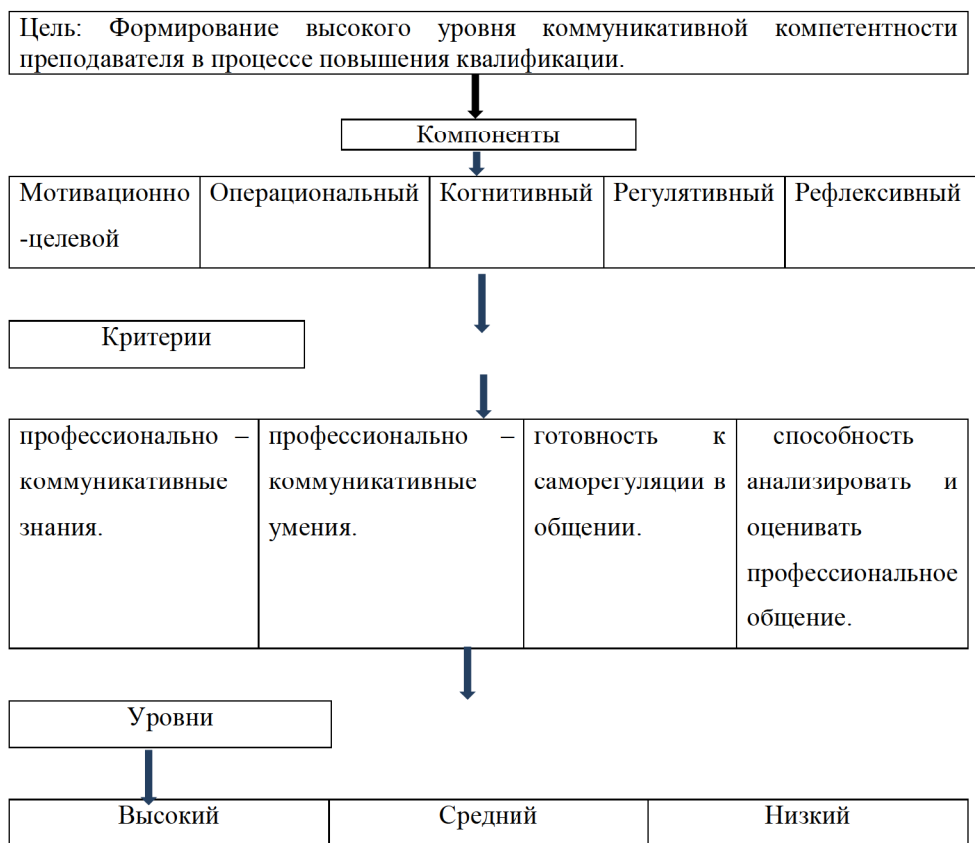 Цель: Формирование высокого уровня коммуникативной компетентности
преподавателя в процессе повышения квалификации.
Компоненты
Мотивационно
-целевой
Операциональный
Когнитивный
Регулятивный
Рефлексивный
Критерии
профессионально –
коммуникативные
знания.
профессионально –
коммуникативные
умения.
готовность к
саморегуляции в
общении.
способность
анализировать и
оценивать
профессиональное
общение.
Уровни
Высокий
Средний
Низкий